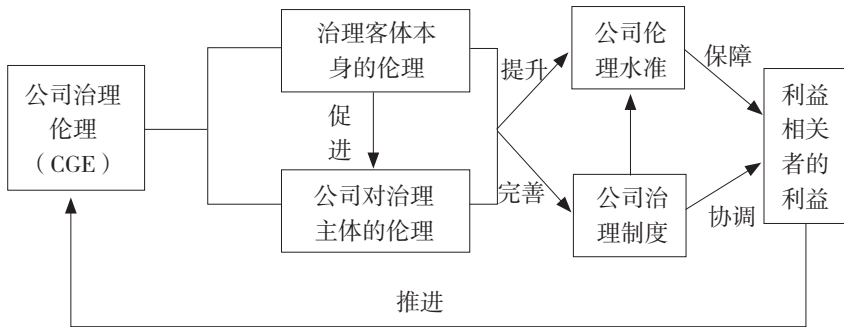 公司治理
伦理
（CGE）
治理客体本
身的伦理
促
进
公司对治理
主体的伦理
提升
完善
公司伦
理水准
公司治
理制度
保障
协调
利益
相关
者的
利益
推进